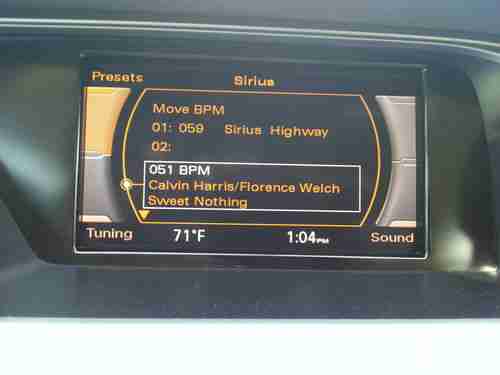 Presets Sirius
Move BPM
01: 059 Sirius Highway
02:
051 BPM
Calvin Harris/Florence Welch
Sweet Nothing
Tuning 71°F 1:04PM Sound